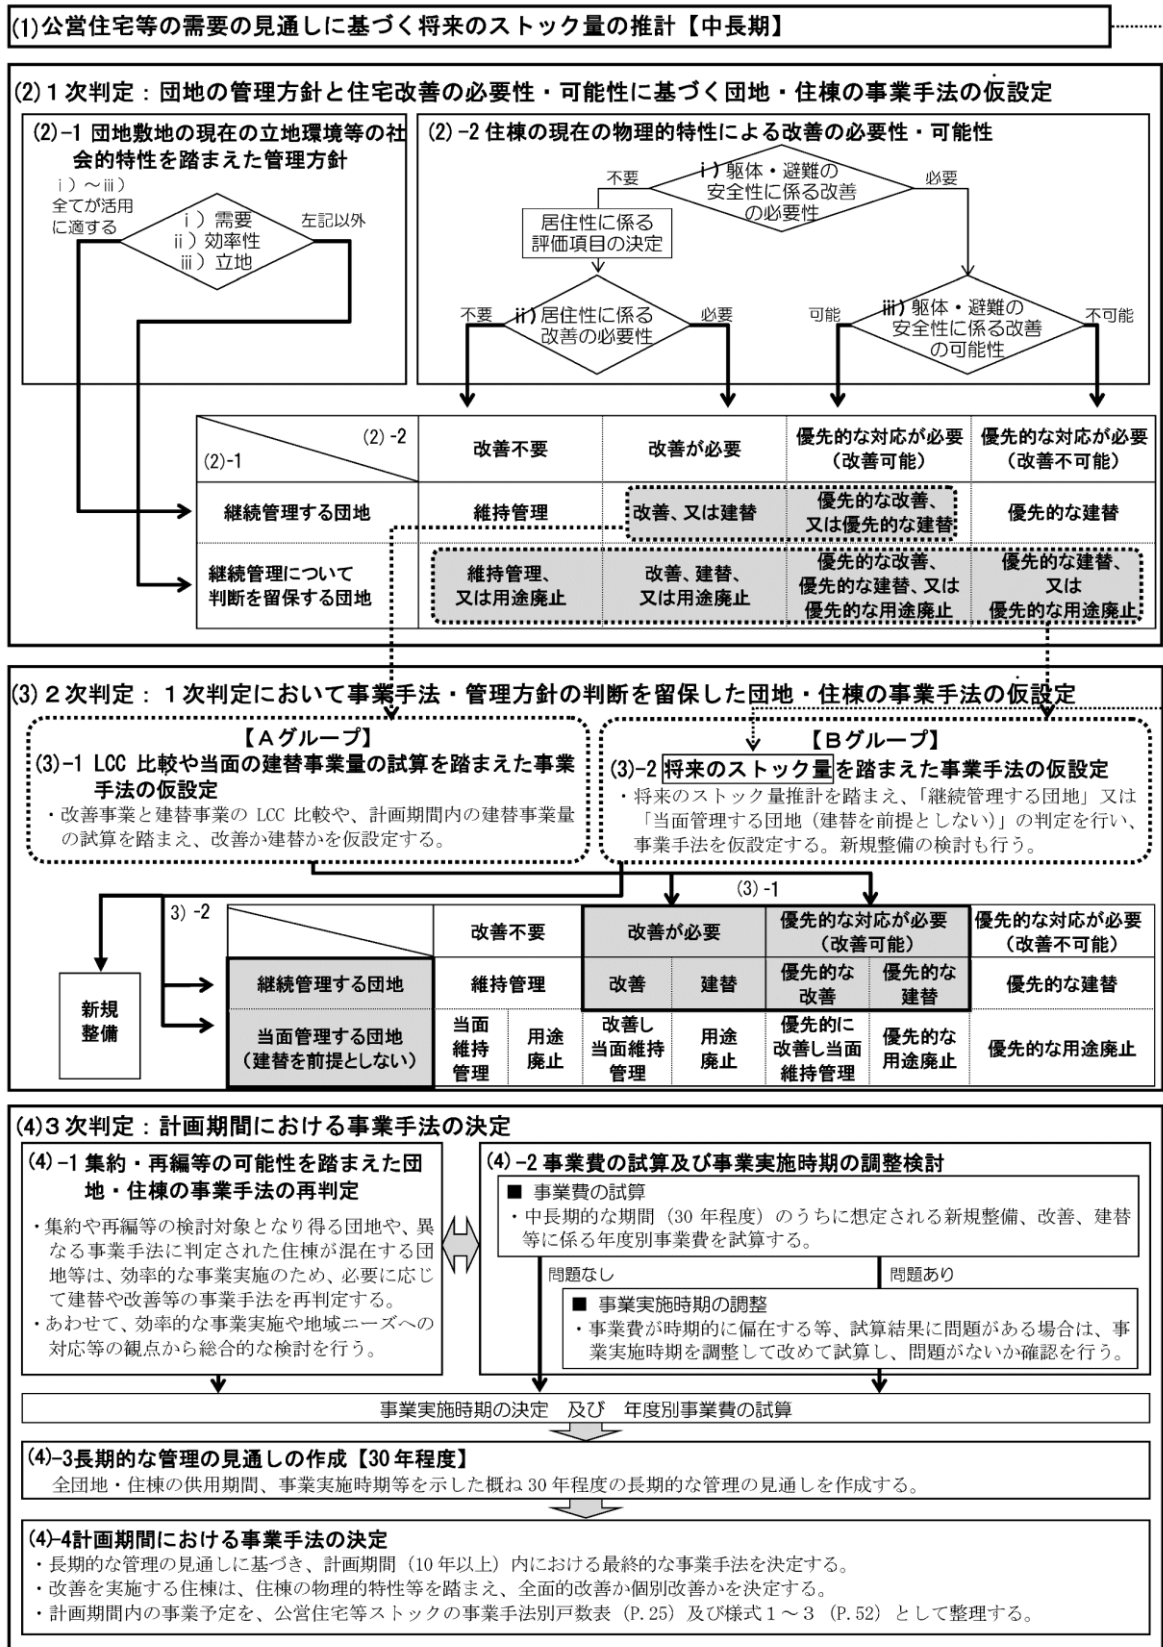 (1)公営住宅等の需要の見通しに基づく将来のストック量の推計【中長期】
(2)１次判定：団地の管理方針と住宅改善の必要性・可能性に基づく団地・住棟の事業手法の仮設定
(2)-1 団地敷地の現在の立地環境等の社
会的特性を踏まえた管理方針
ⅰ）～ⅲ）
全てが活用
に適する
ⅰ）需要
ⅱ）効率性
ⅲ）立地
左記以外
(2)-2 住棟の現在の物理的特性による改善の必要性・可能性
不要
ⅰ)躯体・避難の
安全性に係る改善
の必要性
必要
居住性に係る
評価項目の決定
不要
ⅱ)居住性に係る
改善の必要性
必要
可能
ⅲ)躯体・避難の
安全性に係る改善
の可能性
不可能
(2)-2
(2)-1
改善不要
改善が必要
優先的な対応が必要
（改善可能）
優先的な対応が必要
（改善不可能）
継続管理する団地
維持管理
改善、又は建替
優先的な改善、
又は優先的な建替
優先的な建替
継続管理について
判断を留保する団地
維持管理、
又は用途廃止
改善、建替、
又は用途廃止
優先的な改善、
優先的な建替、又は
優先的な用途廃止
優先的な建替、
又は
優先的な用途廃止
(3)２次判定：１次判定において事業手法・管理方針の判断を留保した団地・住棟の事業手法の仮設定
【Ａグループ】
(3)-1 LCC 比較や当面の建替事業量の試算を踏まえた事業
手法の仮設定
・改善事業と建替事業の LCC 比較や、計画期間内の建替事業量
の試算を踏まえ、改善か建替かを仮設定する。
【Ｂグループ】
(3)-2 将来のストック量を踏まえた事業手法の仮設定
・将来のストック量推計を踏まえ、「継続管理する団地」又は
「当面管理する団地（建替を前提としない）」の判定を行い、
事業手法を仮設定する。新規整備の検討も行う。
(3)-1
3)-2
新規
整備
改善不要
改善が必要
優先的な対応が必要
（改善可能）
優先的な対応が必要
（改善不可能）
継続管理する団地
維持管理
改善
建替
優先的な
改善
優先的な
建替
優先的な建替
当面管理する団地
（建替を前提としない）
当面
維持
管理
用途
廃止
改善し
当面維持
管理
用途
廃止
優先的に
改善し当面
維持管理
優先的な
用途廃止
優先的な用途廃止
(4)３次判定：計画期間における事業手法の決定
(4)-1 集約・再編等の可能性を踏まえた団
地・住棟の事業手法の再判定
・集約や再編等の検討対象となり得る団地や、異
なる事業手法に判定された住棟が混在する団
地等は、効率的な事業実施のため、必要に応じ
て建替や改善等の事業手法を再判定する。
・あわせて、効率的な事業実施や地域ニーズへの
対応等の観点から総合的な検討を行う。
(4)-2 事業費の試算及び事業実施時期の調整検討
■ 事業費の試算
・中長期的な期間（30 年程度）のうちに想定される新規整備、改善、建替
等に係る年度別事業費を試算する。
問題なし
問題あり
■ 事業実施時期の調整
・事業費が時期的に偏在する等、試算結果に問題がある場合は、事
業実施時期を調整して改めて試算し、問題がないか確認を行う。
事業実施時期の決定　及び　年度別事業費の試算
(4)-3長期的な管理の見通しの作成【30 年程度】
全団地・住棟の供用期間、事業実施時期等を示した概ね 30 年程度の長期的な管理の見通しを作成する。
(4)-4計画期間における事業手法の決定
・長期的な管理の見通しに基づき、計画期間（10 年以上）内における最終的な事業手法を決定する。
・改善を実施する住棟は、住棟の物理的特性等を踏まえ、全面的改善か個別改善かを決定する。
・計画期間内の事業予定を、公営住宅等ストックの事業手法別戸数表（P.25）及び様式１～３（P.52）として整理する。